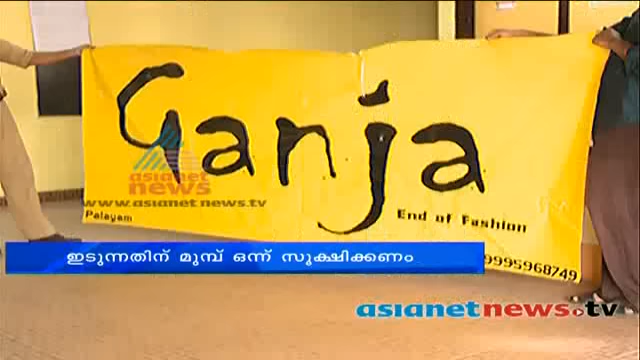 Ganja
asianet
news
www.asianetnews.tv
Palayam
End of Fashion
9995968749
ഇടുന്നതിന് മുമ്പ് ഒന്ന് സൂക്ഷിക്കണം
asianetnews.tv